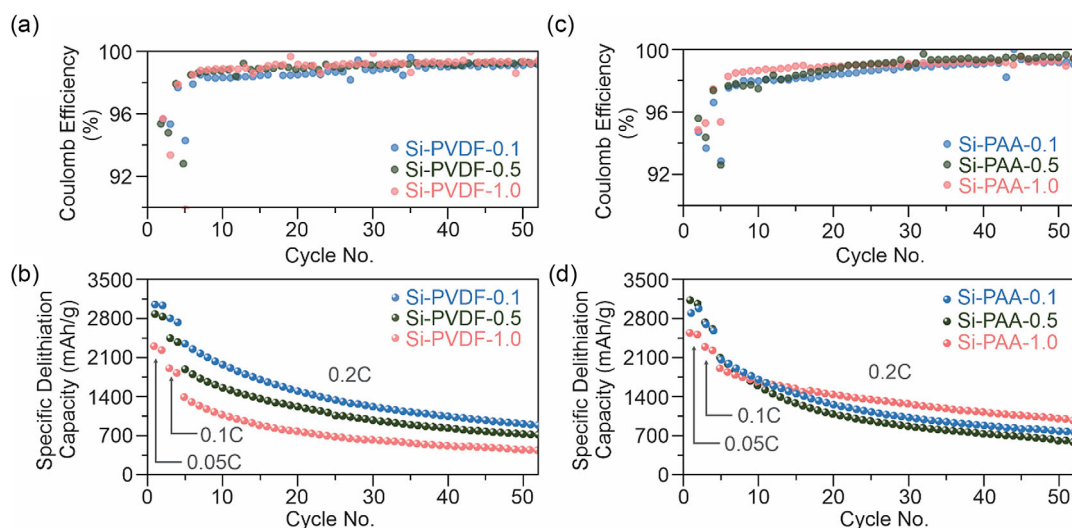 (a)
100
96
92
Coulomb Efficiency
(%)
Si-PVDF-0.1
Si-PVDF-0.5
Si-PVDF-1.0
0 10 20 30 40 50
Cycle No.
(b)
3500
2800
2100
1400
700
0
Specific Delithiation
Capacity (mAh/g)
Si-PVDF-0.1
Si-PVDF-0.5
Si-PVDF-1.0
0.2C
0.1C
0.05C
0 10 20 30 40 50
Cycle No.
(c)
100
96
92
Coulomb Efficiency
(%)
Si-PAA-0.1
Si-PAA-0.5
Si-PAA-1.0
0 10 20 30 40 50
Cycle No.
(d)
3500
2800
2100
1400
700
0
Specific Delithiation
Capacity (mAh/g)
Si-PAA-0.1
Si-PAA-0.5
Si-PAA-1.0
0.2C
0.1C
0.05C
0 10 20 30 40 50
Cycle No.